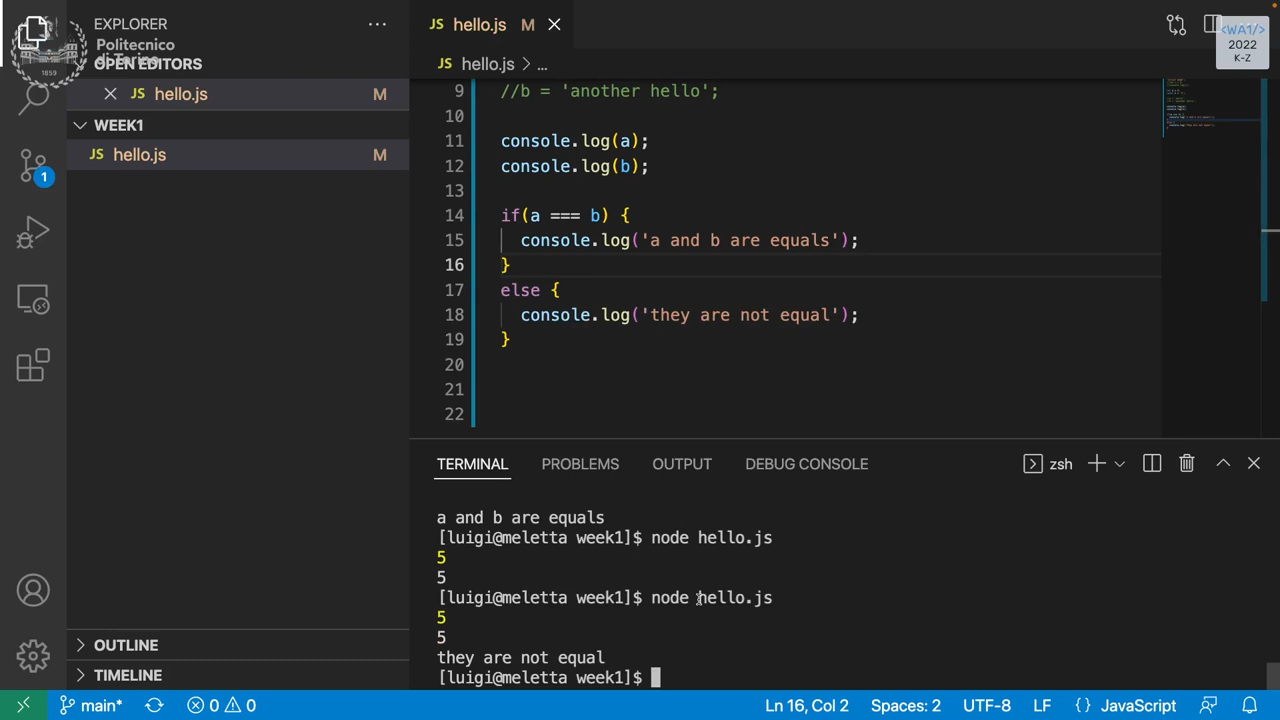 EXPLORER
Politecnico
di Torino
1859
OPEN EDITORS
JS hello.js M
WEEK1
JS hello.js M
1
OUTLINE
TIMELINE
JS hello.js M
<WA1/>
2022
K-Z
JS hello.js > ...
9 //b = 'another hello';
10
11 console.log(a);
12 console.log(b);
13
14 if(a === b) {
15 console.log('a and b are equals');
16 }
17 else {
18 console.log('they are not equal');
19 }
20
21
22
TERMINAL PROBLEMS OUTPUT DEBUG CONSOLE zsh
a and b are equals
[luigi@meletta week1]$ node hello.js
5
5
[luigi@meletta week1]$ node hello.js
5
5
they are not equal
[luigi@meletta week1]$
main* 0 0 Ln 16, Col 2 Spaces: 2 UTF-8 LF {} JavaScript